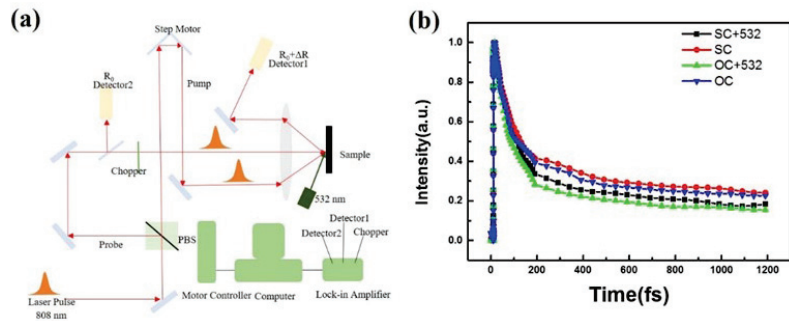 (a)
Step Motor
R₀+ΔR
Detector1
R₀
Detector2
Pump
Chopper
Sample
532 nm
Probe
PBS
Detector1
Detector2
Chopper
Laser Pulse
808 nm
Motor Controller
Computer
Lock-in Amplifier
(b)
Intensity(a.u.)
1.0
0.8
0.6
0.4
0.2
0.0
SC+532
SC
OC+532
OC
0 200 400 600 800 1000 1200
Time(fs)